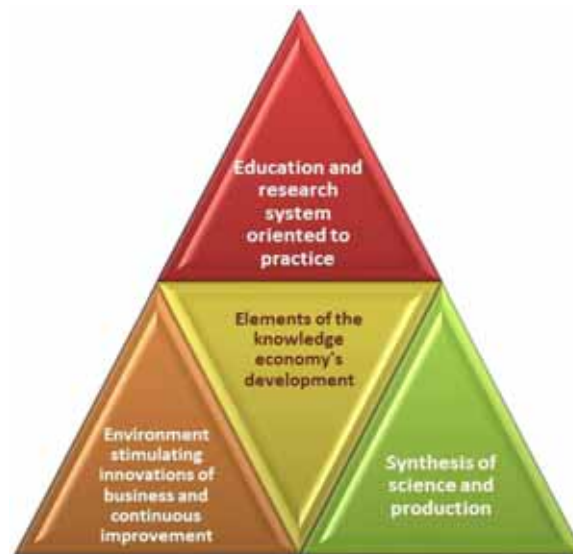 Education and
research
system
oriented to
practice
Elements of the
knowledge
economy's
development
Environment
stimulating
innovations of
business and
continuous
improvement
Synthesis of
science and
production